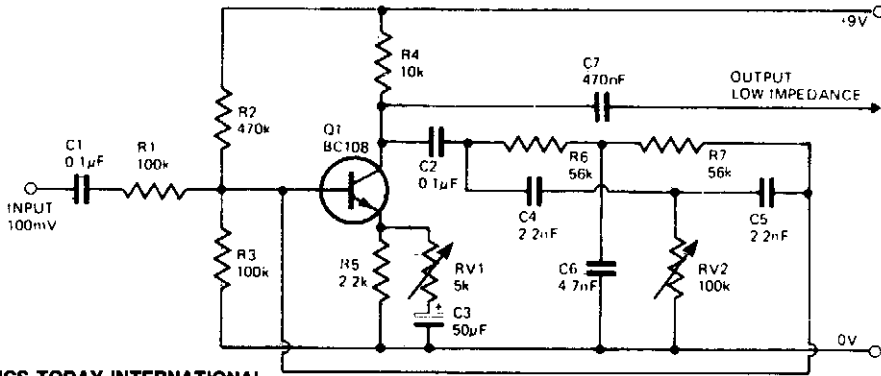 +9V
R4
10k
C7
470nF
OUTPUT
LOW IMPEDANCE
R2
470k
Q1
BC108
C1
0.1µF
R1
100k
C2
0.1µF
R6
56k
R7
56k
INPUT
100mV
C4
2.2nF
C5
2.2nF
R3
100k
R5
2.2k
RV1
5k
C6
4.7nF
RV2
100k
+
C3
50µF
0V